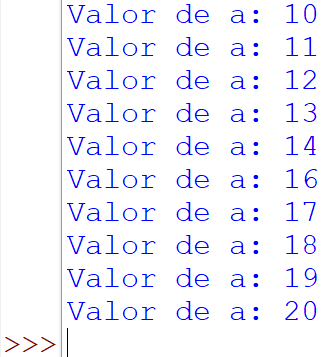 Valor de a: 10
Valor de a: 11
Valor de a: 12
Valor de a: 13
Valor de a: 14
Valor de a: 16
Valor de a: 17
Valor de a: 18
Valor de a: 19
Valor de a: 20
>>>